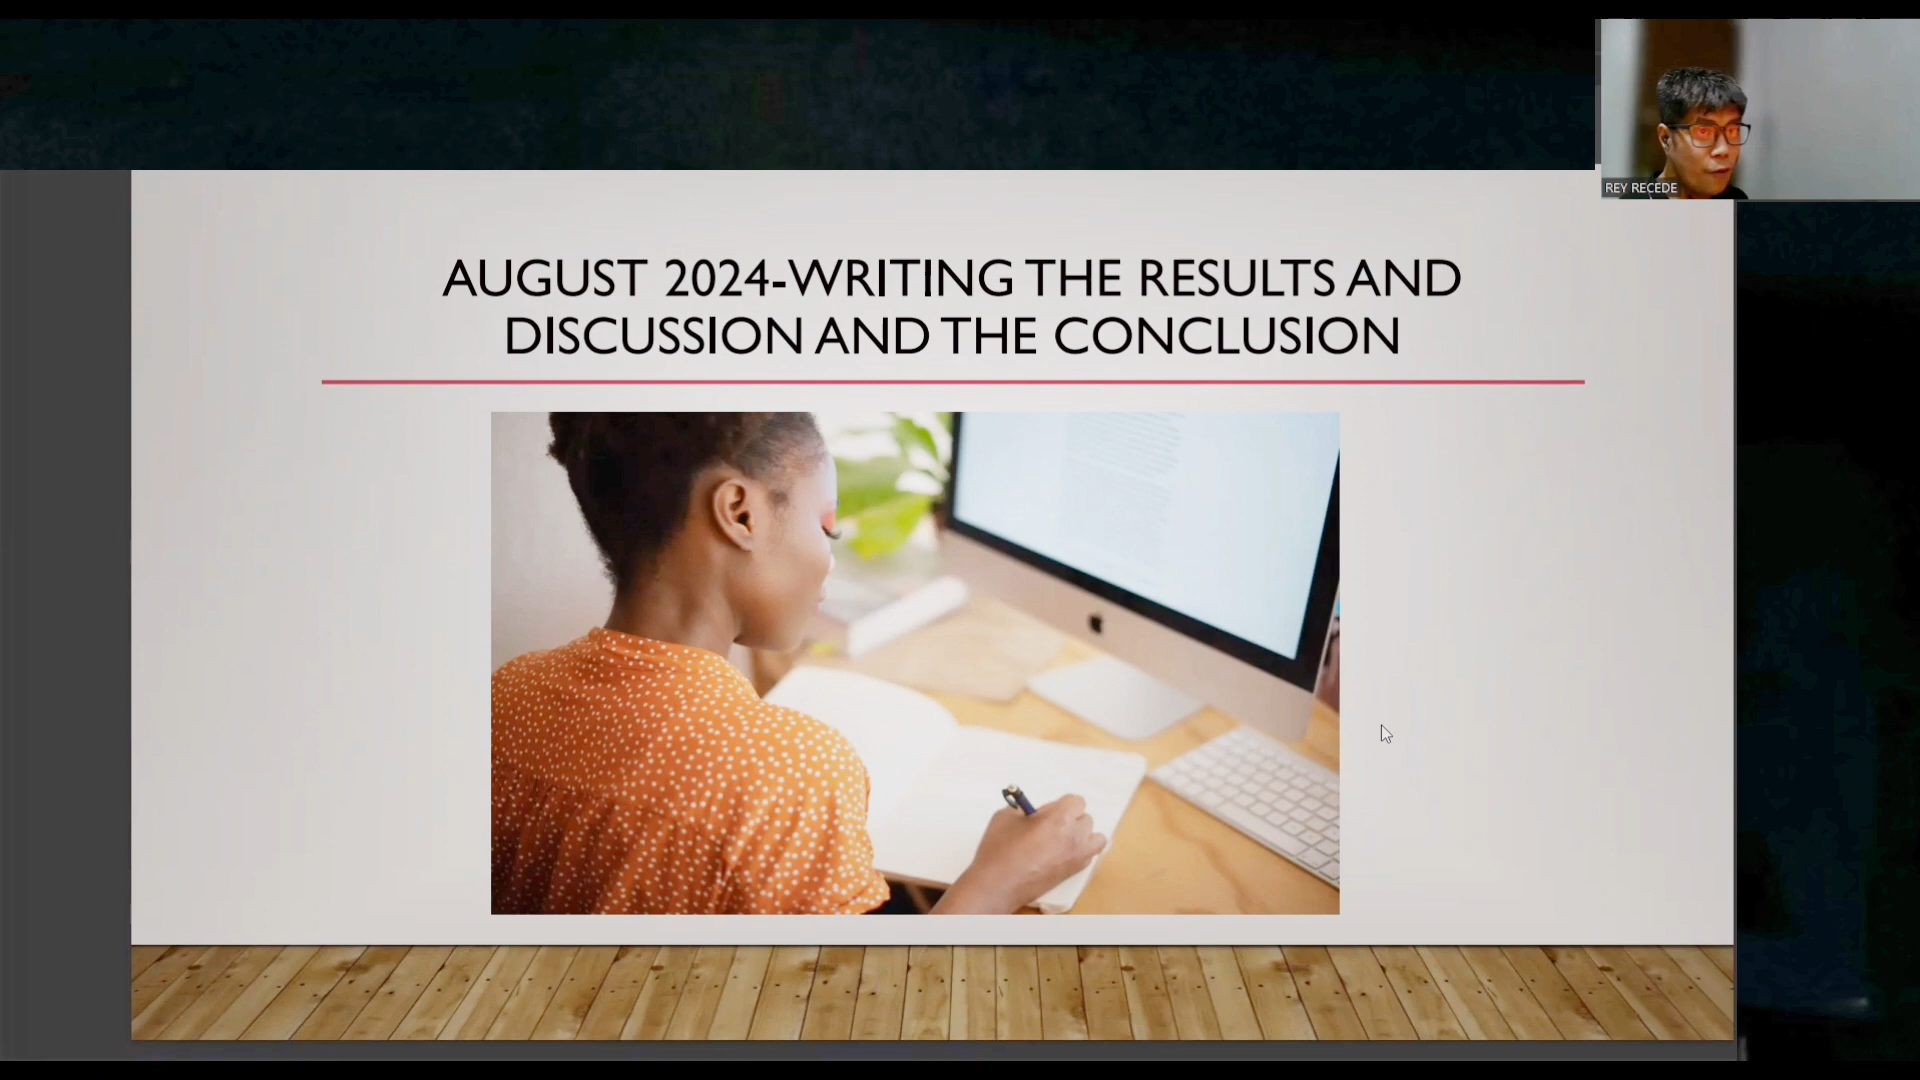 AUGUST 2024-WRITING THE RESULTS AND
DISCUSSION AND THE CONCLUSION
REY RECEDE